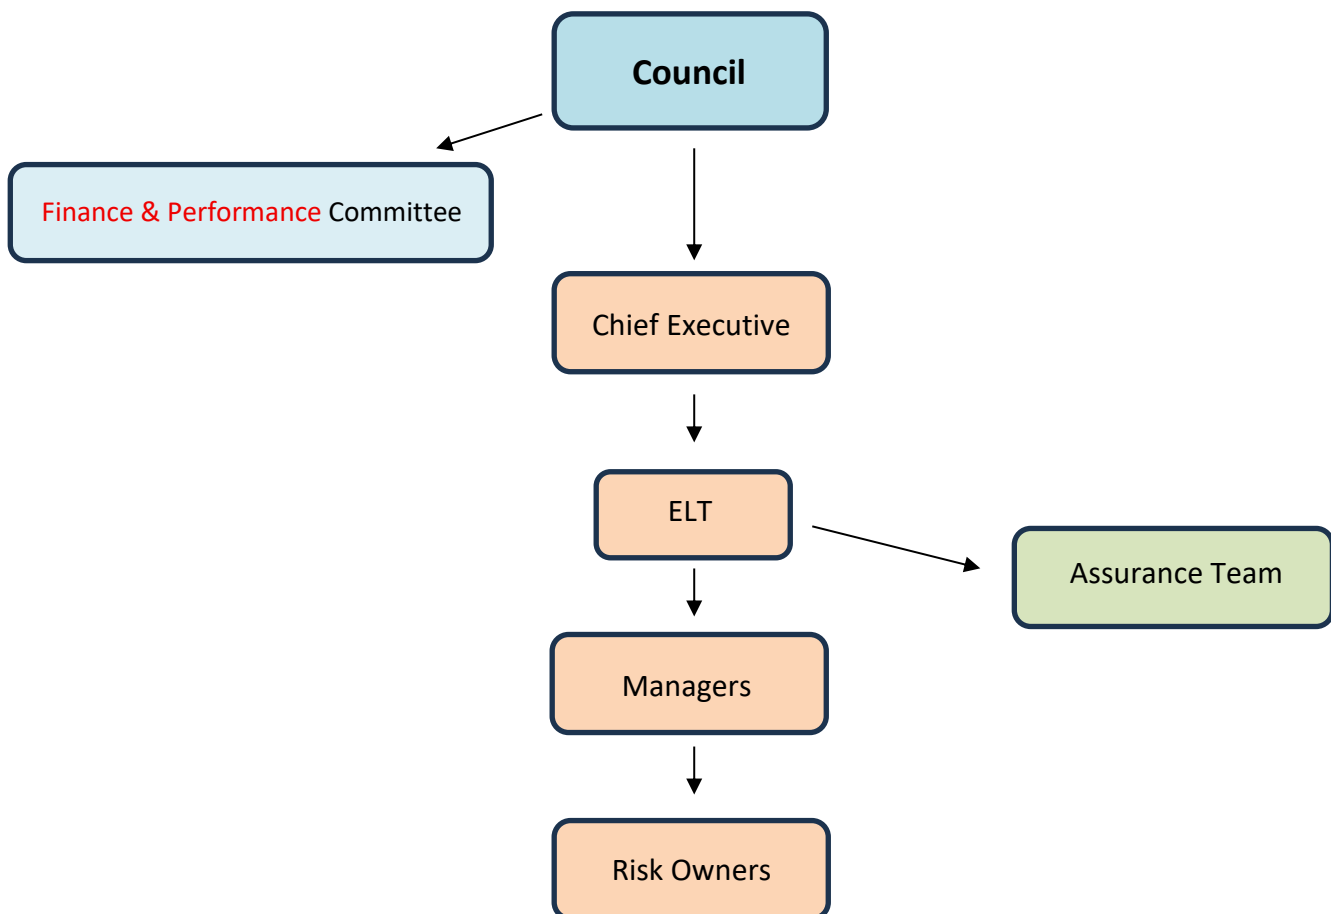 Council
Finance & Performance Committee
Chief Executive
ELT
Assurance Team
Managers
Risk Owners